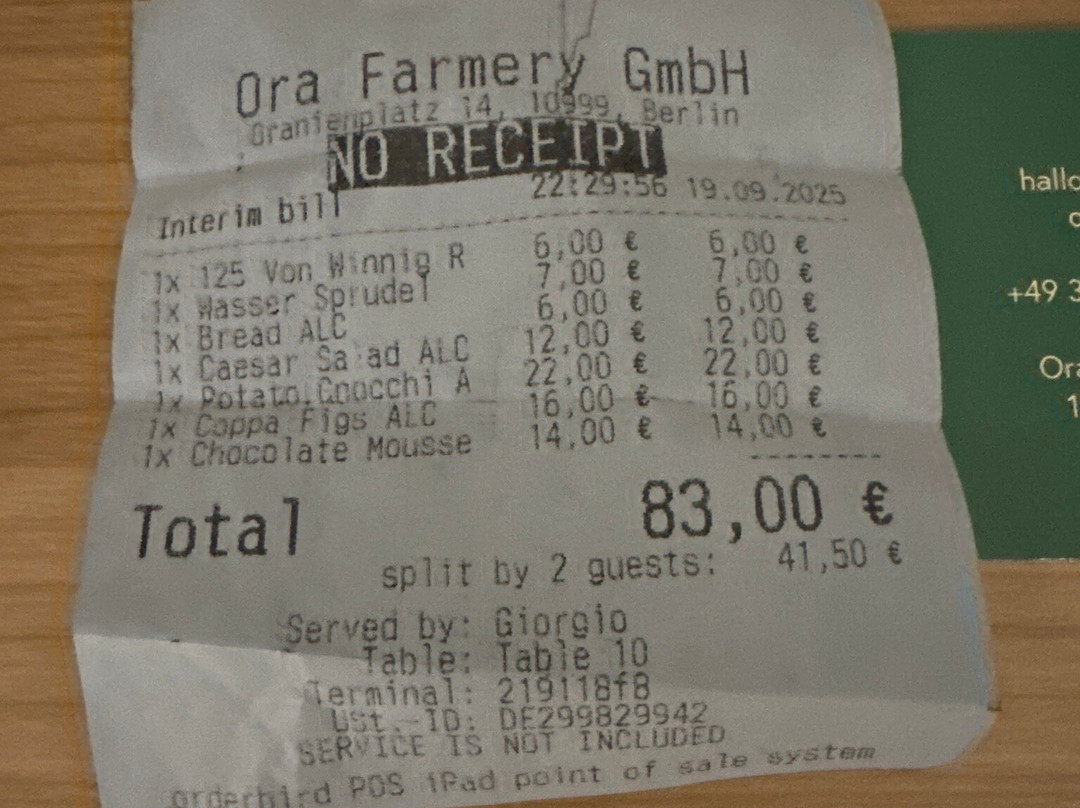 Ora Farmery GmbH
Oranienplatz 14, 10999, Berlin
NO RECEIPT
Interim bill 22:29:56 19.09.2025
1x 125 Von Winnig R 6,00 € 6,00 €
1x Wasser Sprudel 7,00 € 7,00 €
1x Bread ALC 6,00 € 6,00 €
1x Caesar Salad ALC 12,00 € 12,00 €
1x Potato Gnocchi A 22,00 € 22,00 €
1x Coppa Figs ALC 16,00 € 16,00 €
1x Chocolate Mousse 14,00 € 14,00 €
Total 83,00 €
split by 2 guests: 41,50 €
Served by: Giorgio
Table: Table 10
Terminal: 219118f8
USt.-ID: DE299829942
SERVICE IS NOT INCLUDED
orderbird POS iPad point of sale system
hallo
+49 3
Ora
1